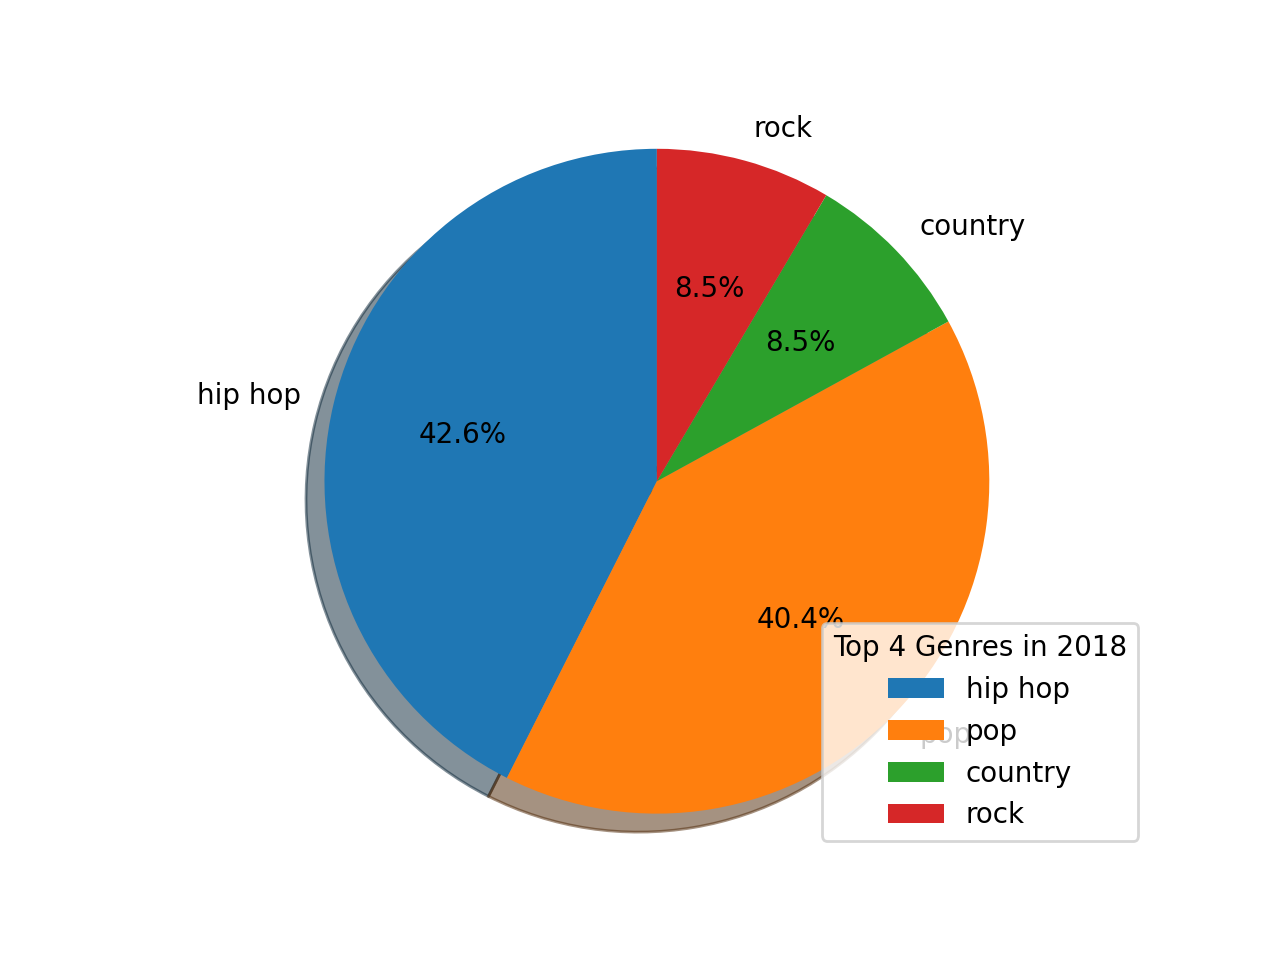 rock
country
8.5%
8.5%
hip hop
42.6%
40.4%
Top 4 Genres in 2018
hip hop
pop
pop
country
rock